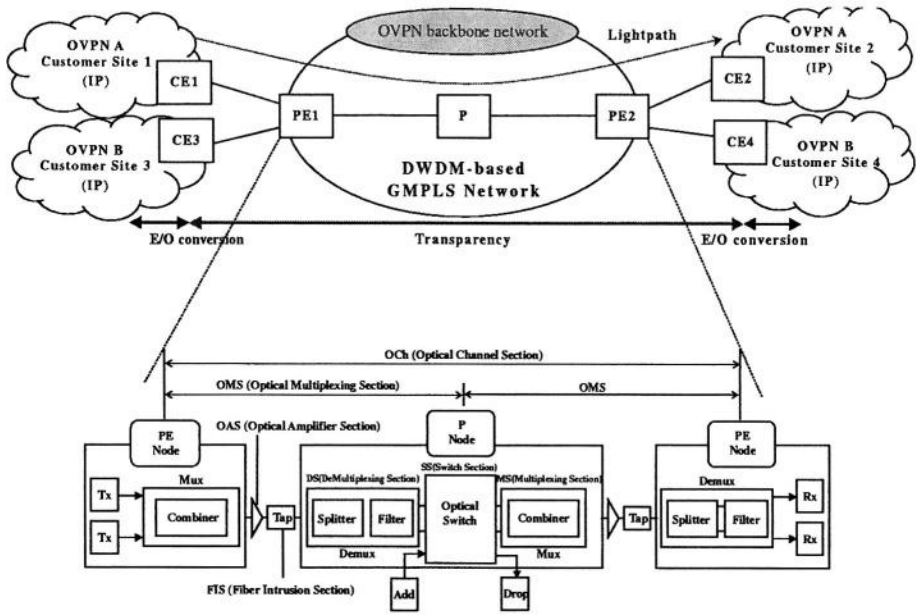 OVPN backbone network
OVPN A
Customer Site 1
(IP)
CE1
Lightpath
OVPN A
Customer Site 2
(IP)
CE2
PE1
P
PE2
OVPN B
Customer Site 3
(IP)
CE3
CE4
OVPN B
Customer Site 4
(IP)
DWDM-based
GMPLS Network
E/O conversion
Transparency
E/O conversion
OCh (Optical Channel Section)
OMS (Optical Multiplexing Section)
OMS
OAS (Optical Amplifier Section)
PE
Node
P
Node
PE
Node
Mux
SS(Switch Section)
DS(DeMultiplexing Section)
MS(Multiplexing Section)
Demux
Tx
Tx
Combiner
Tap
Splitter
Filter
Optical
Switch
Combiner
Tap
Splitter
Filter
Rx
Rx
Demux
Mux
FIS (Fiber Intrusion Section)
Add
Drop